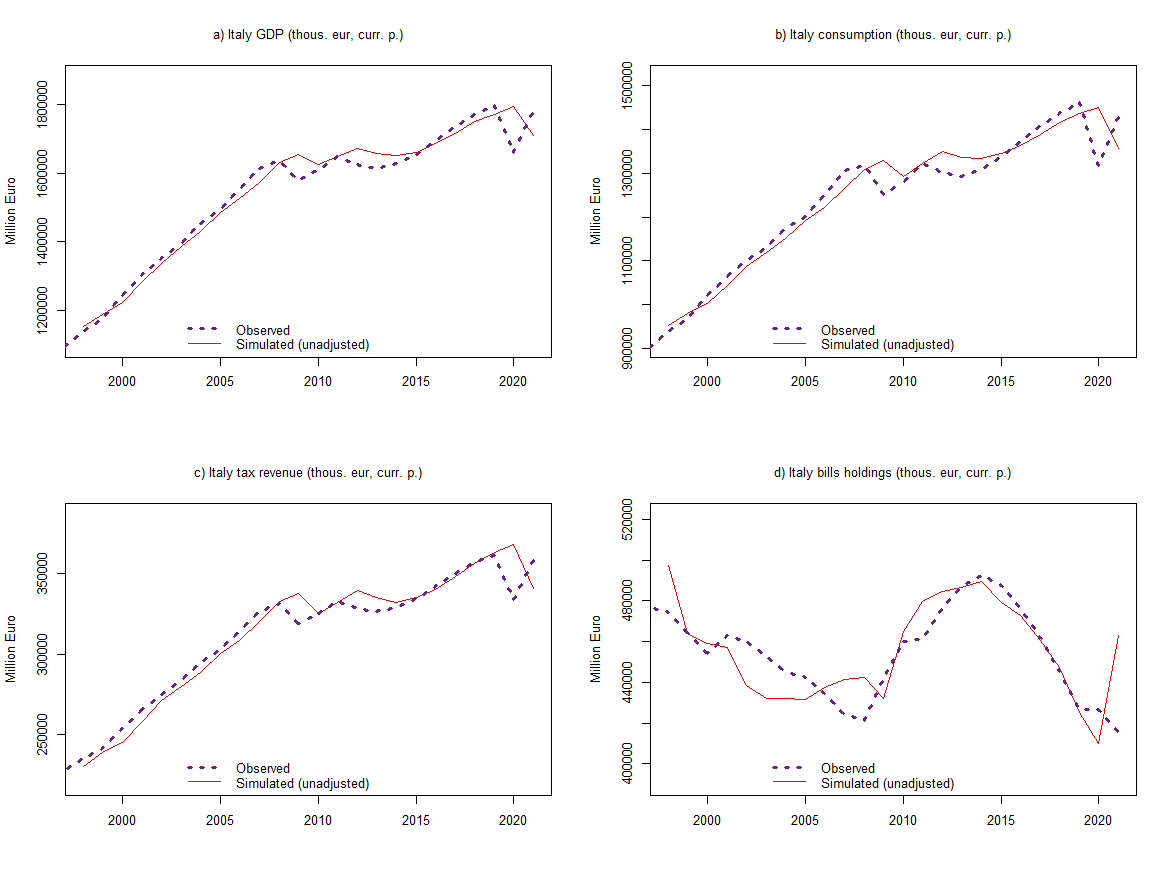 a) Italy GDP (thous. eur, curr. p.)
Million Euro
1200000 1400000 1600000 1800000
Observed
Simulated (unadjusted)
2000 2005 2010 2015 2020
b) Italy consumption (thous. eur, curr. p.)
Million Euro
900000 1100000 1300000 1500000
Observed
Simulated (unadjusted)
2000 2005 2010 2015 2020
c) Italy tax revenue (thous. eur, curr. p.)
Million Euro
250000 300000 350000
Observed
Simulated (unadjusted)
2000 2005 2010 2015 2020
d) Italy bills holdings (thous. eur, curr. p.)
Million Euro
400000 440000 480000 520000
Observed
Simulated (unadjusted)
2000 2005 2010 2015 2020